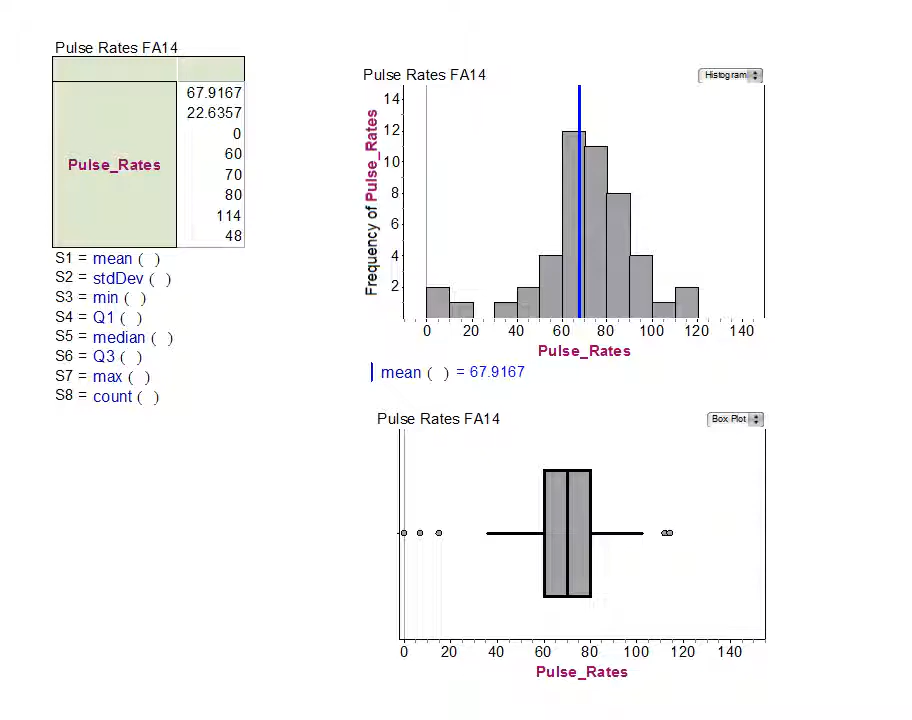 Pulse Rates FA14
Pulse_Rates
67.9167
22.6357
0
60
70
80
114
48
S1 = mean ( )
S2 = stdDev ( )
S3 = min ( )
S4 = Q1 ( )
S5 = median ( )
S6 = Q3 ( )
S7 = max ( )
S8 = count ( )
Pulse Rates FA14
Histogram
Frequency of Pulse_Rates
14
12
10
8
6
4
2
0 20 40 60 80 100 120 140
Pulse_Rates
mean ( ) = 67.9167
Pulse Rates FA14
Box Plot
0 20 40 60 80 100 120 140
Pulse_Rates